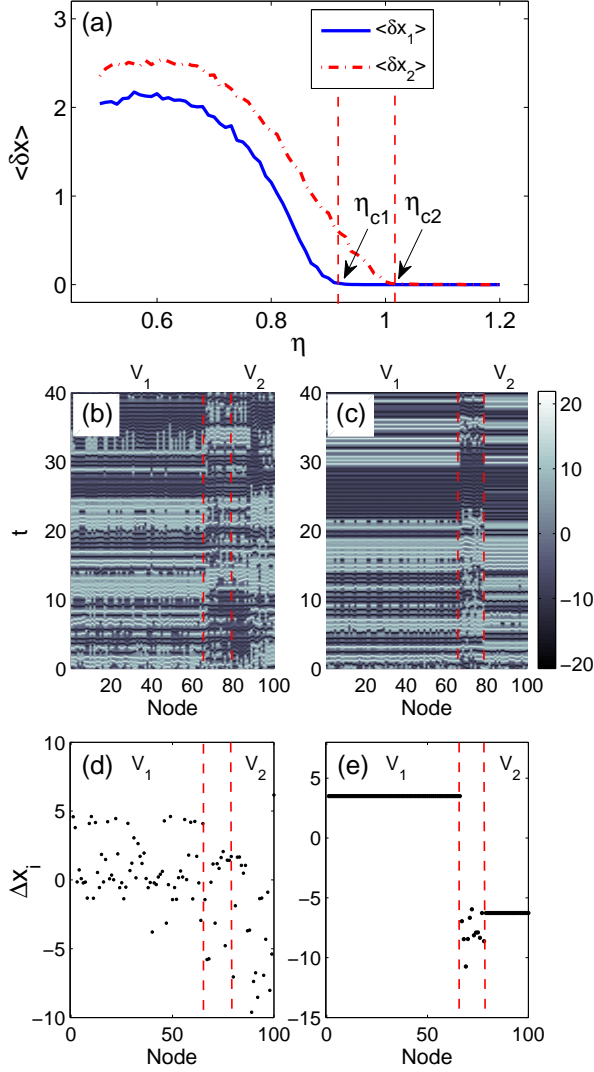 (a)
<δx₁>
<δx₂>
3
2
1
0
<δx>
η_c1
η_c2
0.6 0.8 1 1.2
η
V₁ V₂
V₁ V₂
(b)
(c)
40
30
20
10
0
t
20
10
0
−10
−20
20 40 60 80 100
20 40 60 80 100
Node
Node
(d) V₁ V₂
(e) V₁ V₂
10
5
0
−5
−10
Δxᵢ
5
0
−5
−10
−15
0 50 100
0 50 100
Node
Node